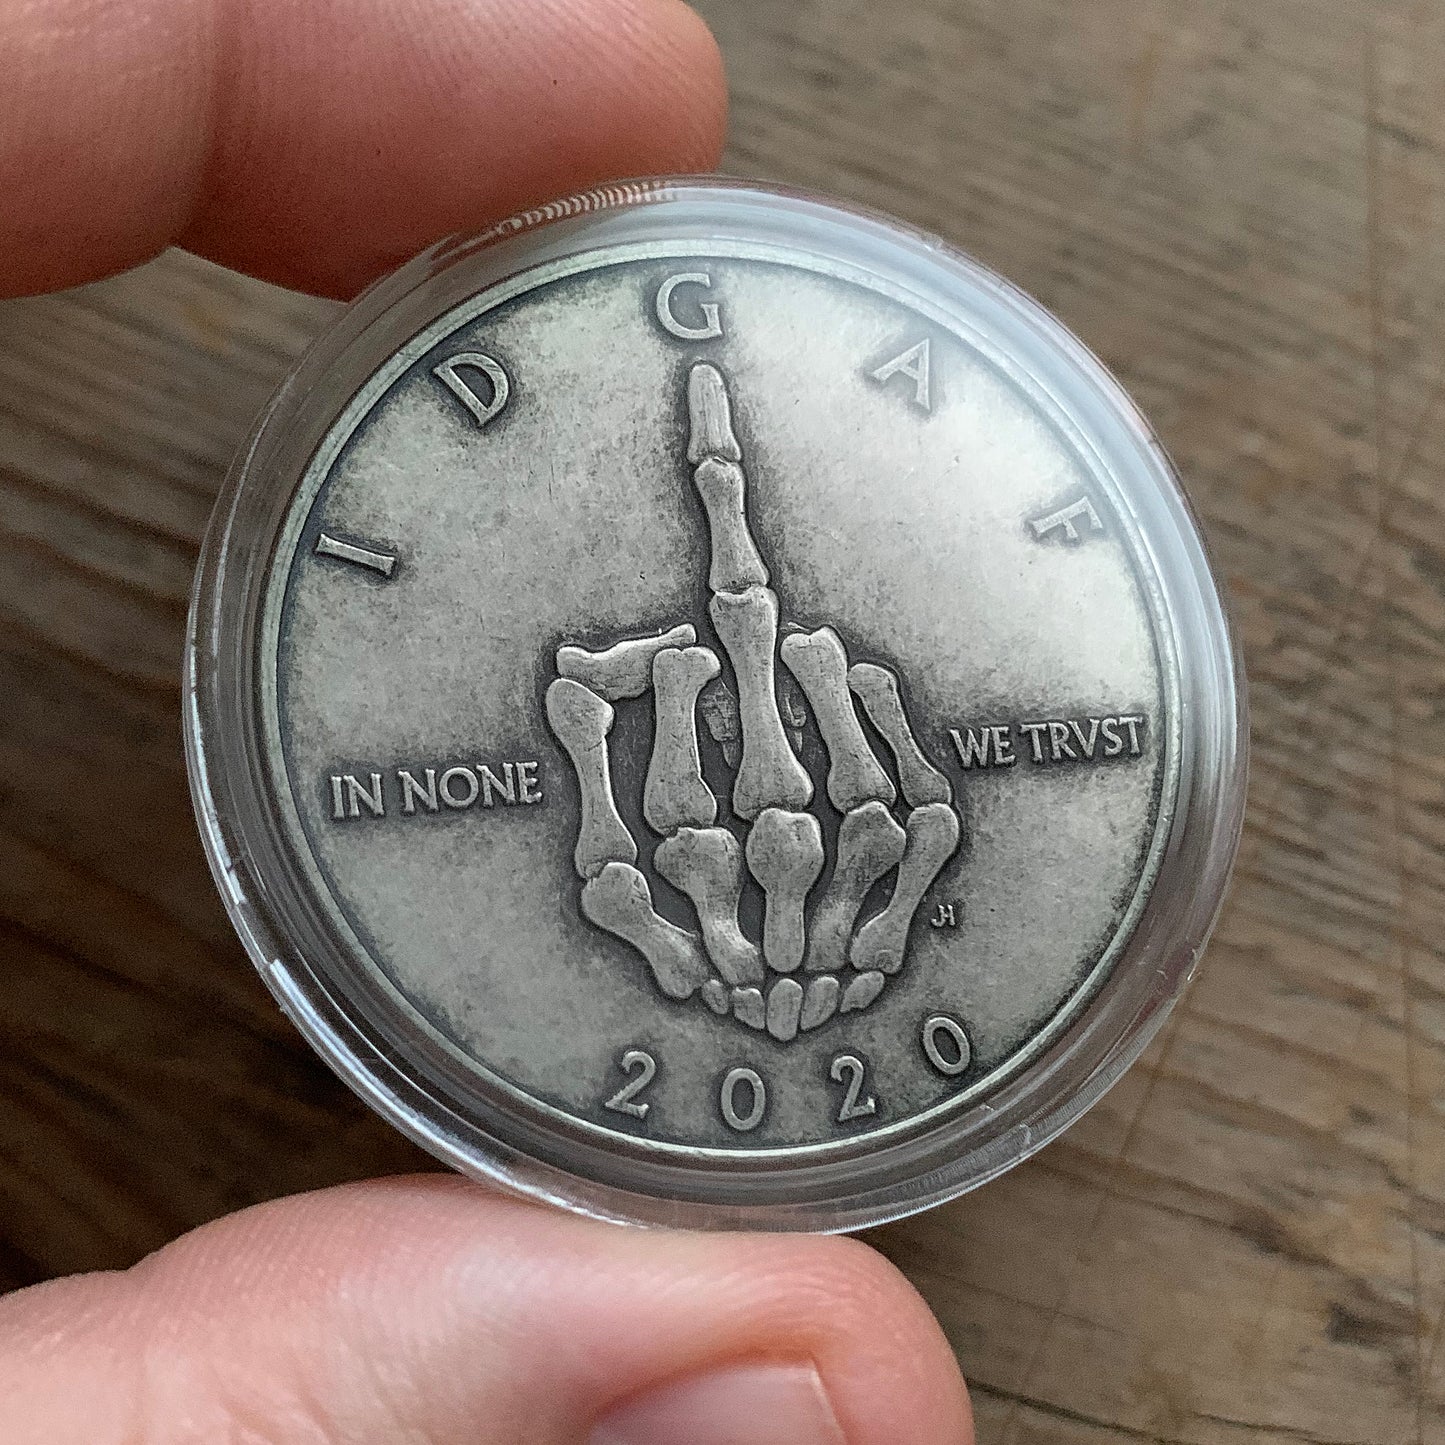 I D G A F
IN NONE WE TRVST
JH
2020